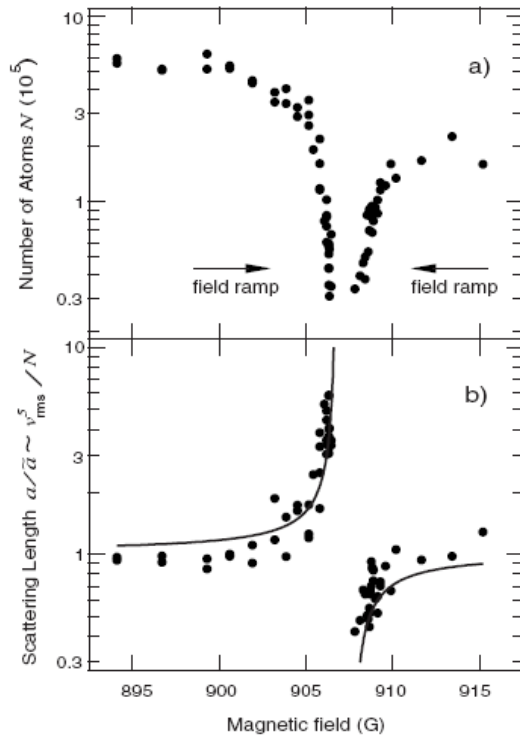 10
3
1
0.3
Number of Atoms N (10⁵)
a)
field ramp
field ramp
10
3
1
0.3
Scattering Length a/ã ~ v⁵rms / N
b)
895 900 905 910 915
Magnetic field (G)